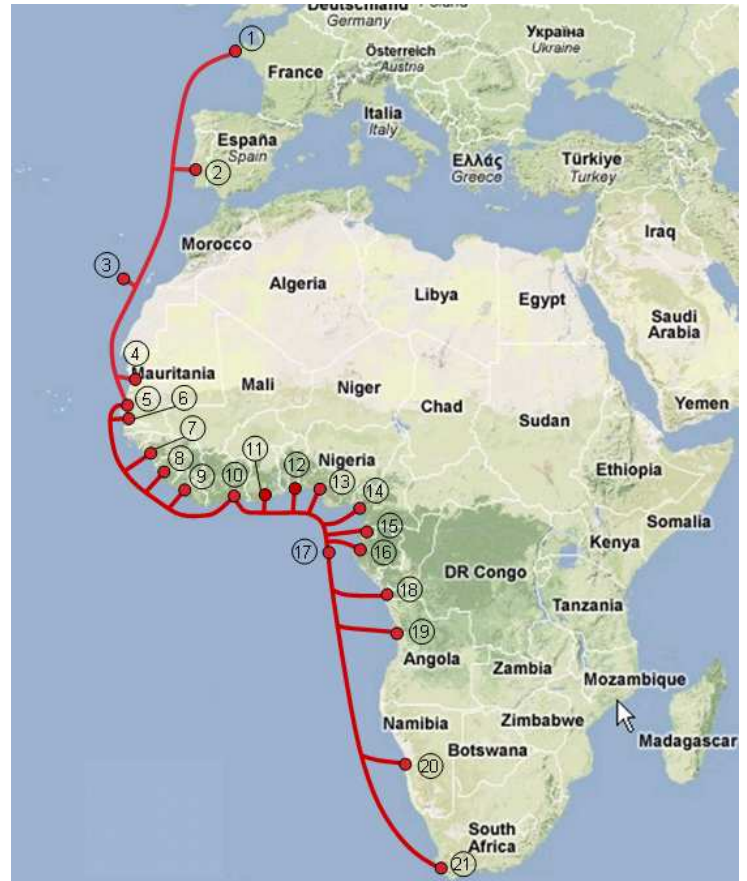 Deutschland
Germany
Poland
1
Україна
Ukraine
Österreich
Austria
France
Italia
Italy
España
Spain
2
Ελλάς
Greece
Türkiye
Turkey
Morocco
Iraq
3
Algeria
Libya
Egypt
Saudi
Arabia
4
Mauritania
Mali
Niger
Chad
Sudan
Yemen
5
6
7
8
9
10
11
12
Nigeria
13
14
15
16
17
Ethiopia
Somalia
Kenya
DR Congo
18
Tanzania
19
Angola
Zambia
Mozambique
Namibia
Zimbabwe
Madagascar
Botswana
20
South
Africa
21